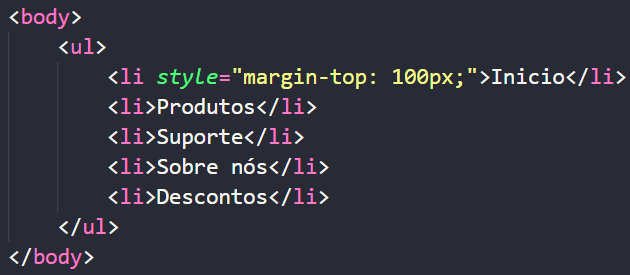 <body>
<ul>
<li style="margin-top: 100px;">Inicio</li>
<li>Produtos</li>
<li>Suporte</li>
<li>Sobre nós</li>
<li>Descontos</li>
</ul>
</body>